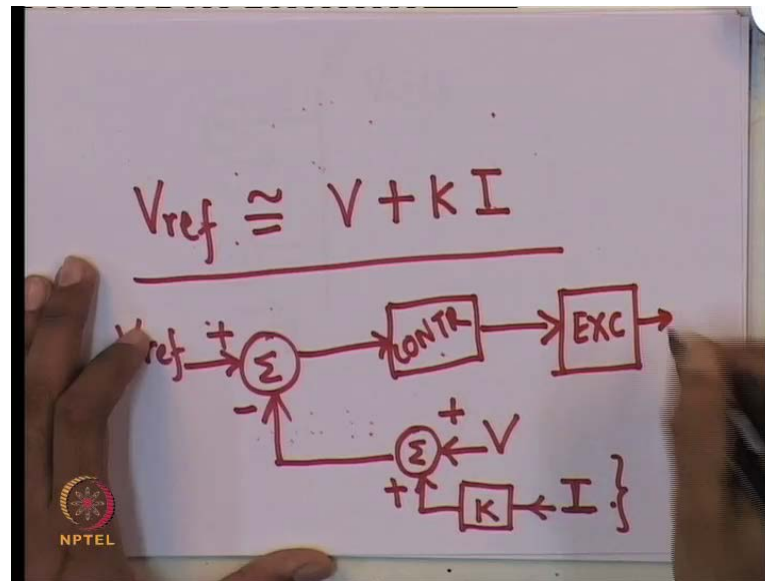 Vref ≅ V + K I
Vref + Σ CONTR EXC
- + V
Σ
+ K I }
NPTEL